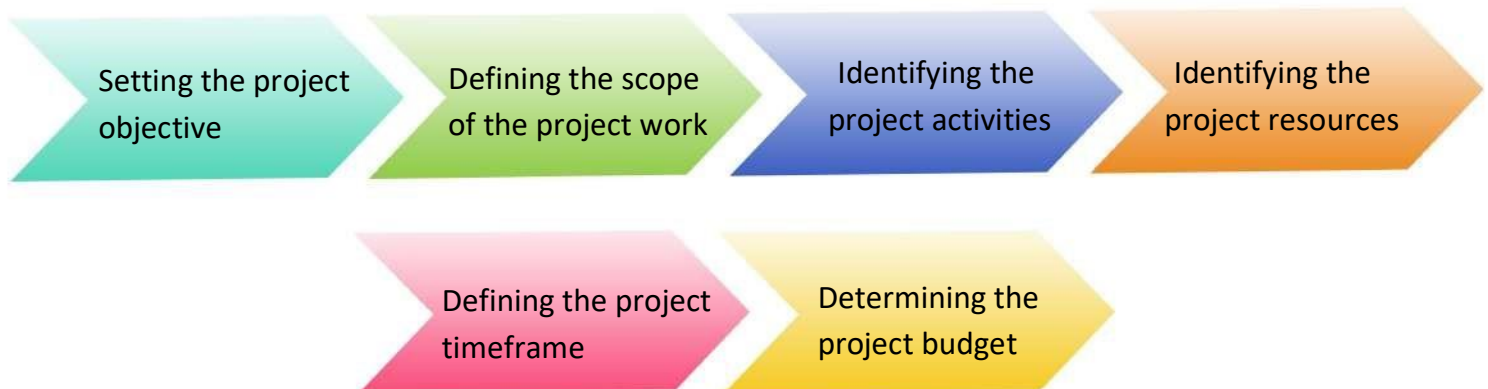 Setting the project
objective
Defining the scope
of the project work
Identifying the
project activities
Identifying the
project resources
Defining the project
timeframe
Determining the
project budget